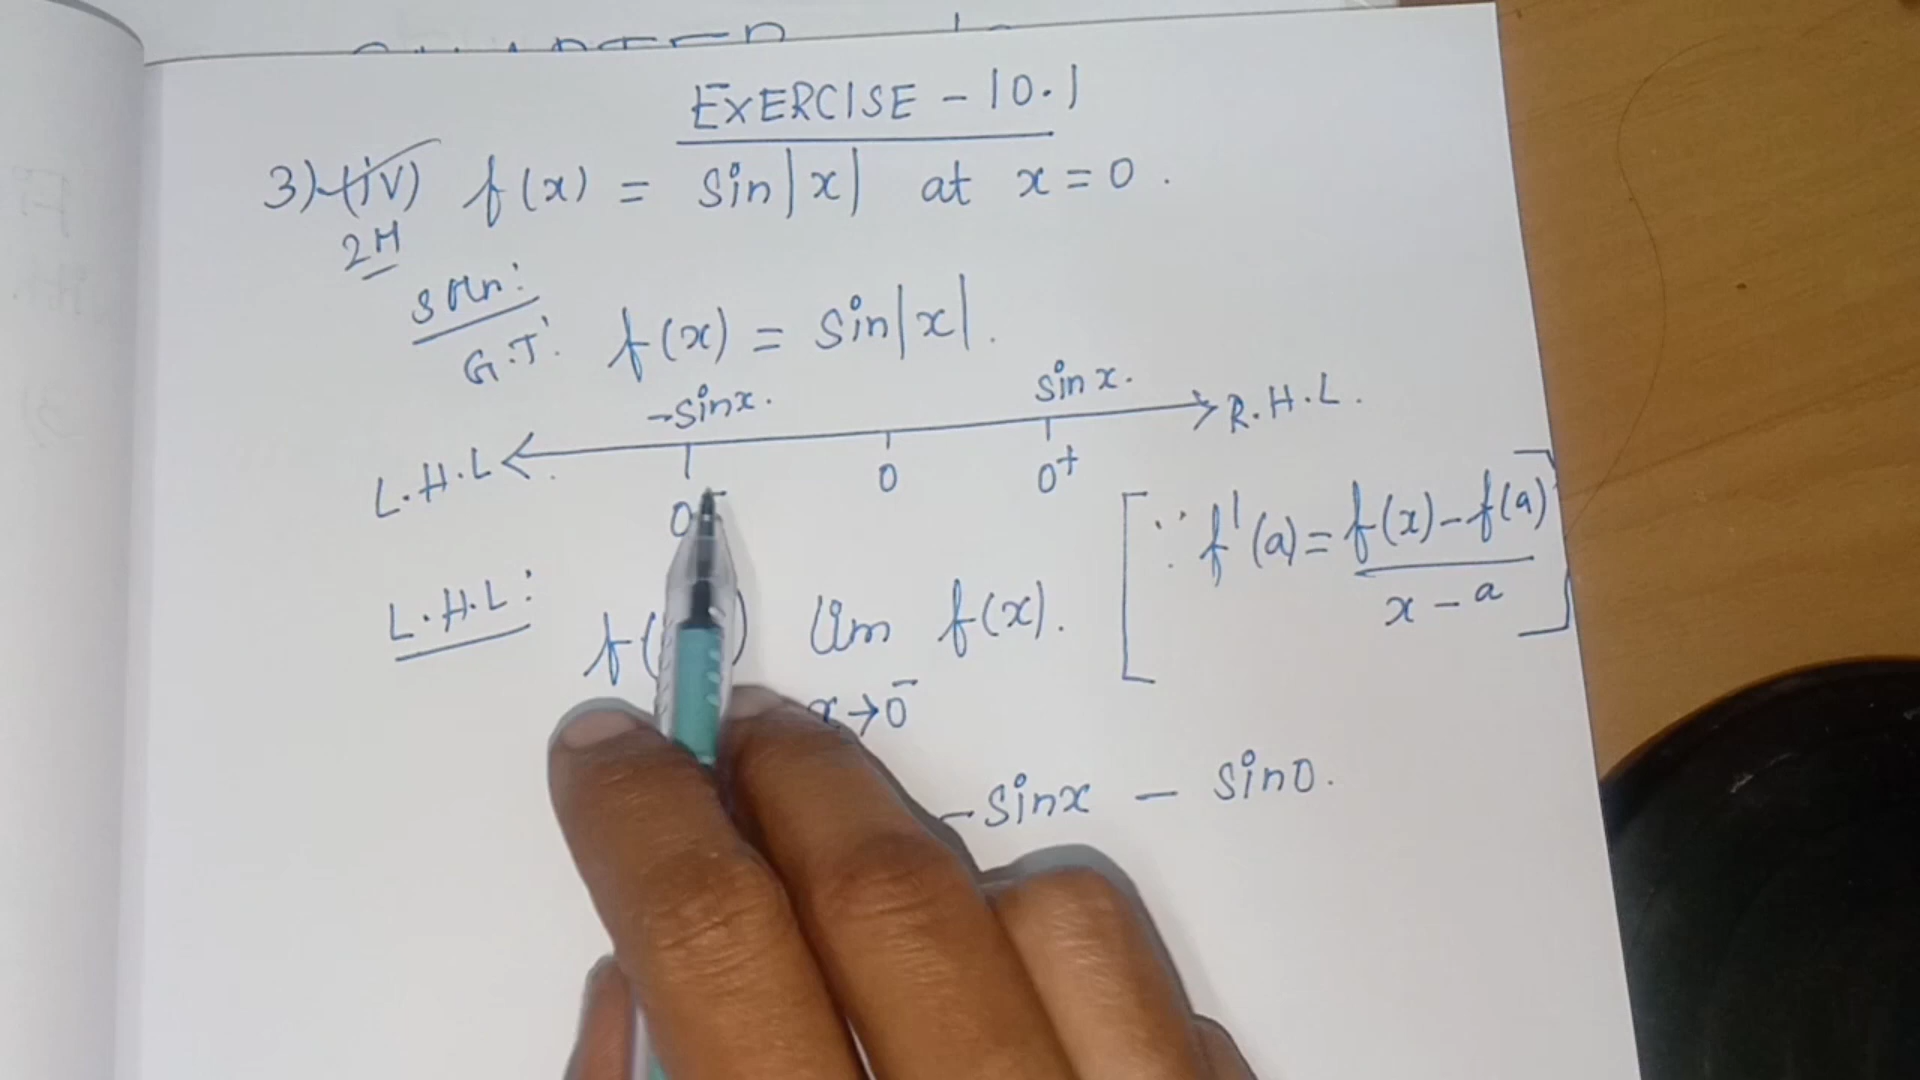 EXERCISE - 10.1
3) (iv) f(x) = sin|x| at x = 0.
2M
Soln:
G.T: f(x) = sin|x|.
-sinx. sin x.
L.H.L R.H.L.
0⁻ 0 0⁺
[∵ f'(a) = f(x) - f(a) / x - a]
L.H.L: f( ) lim f(x).
x→0⁻
-sinx - sin0.